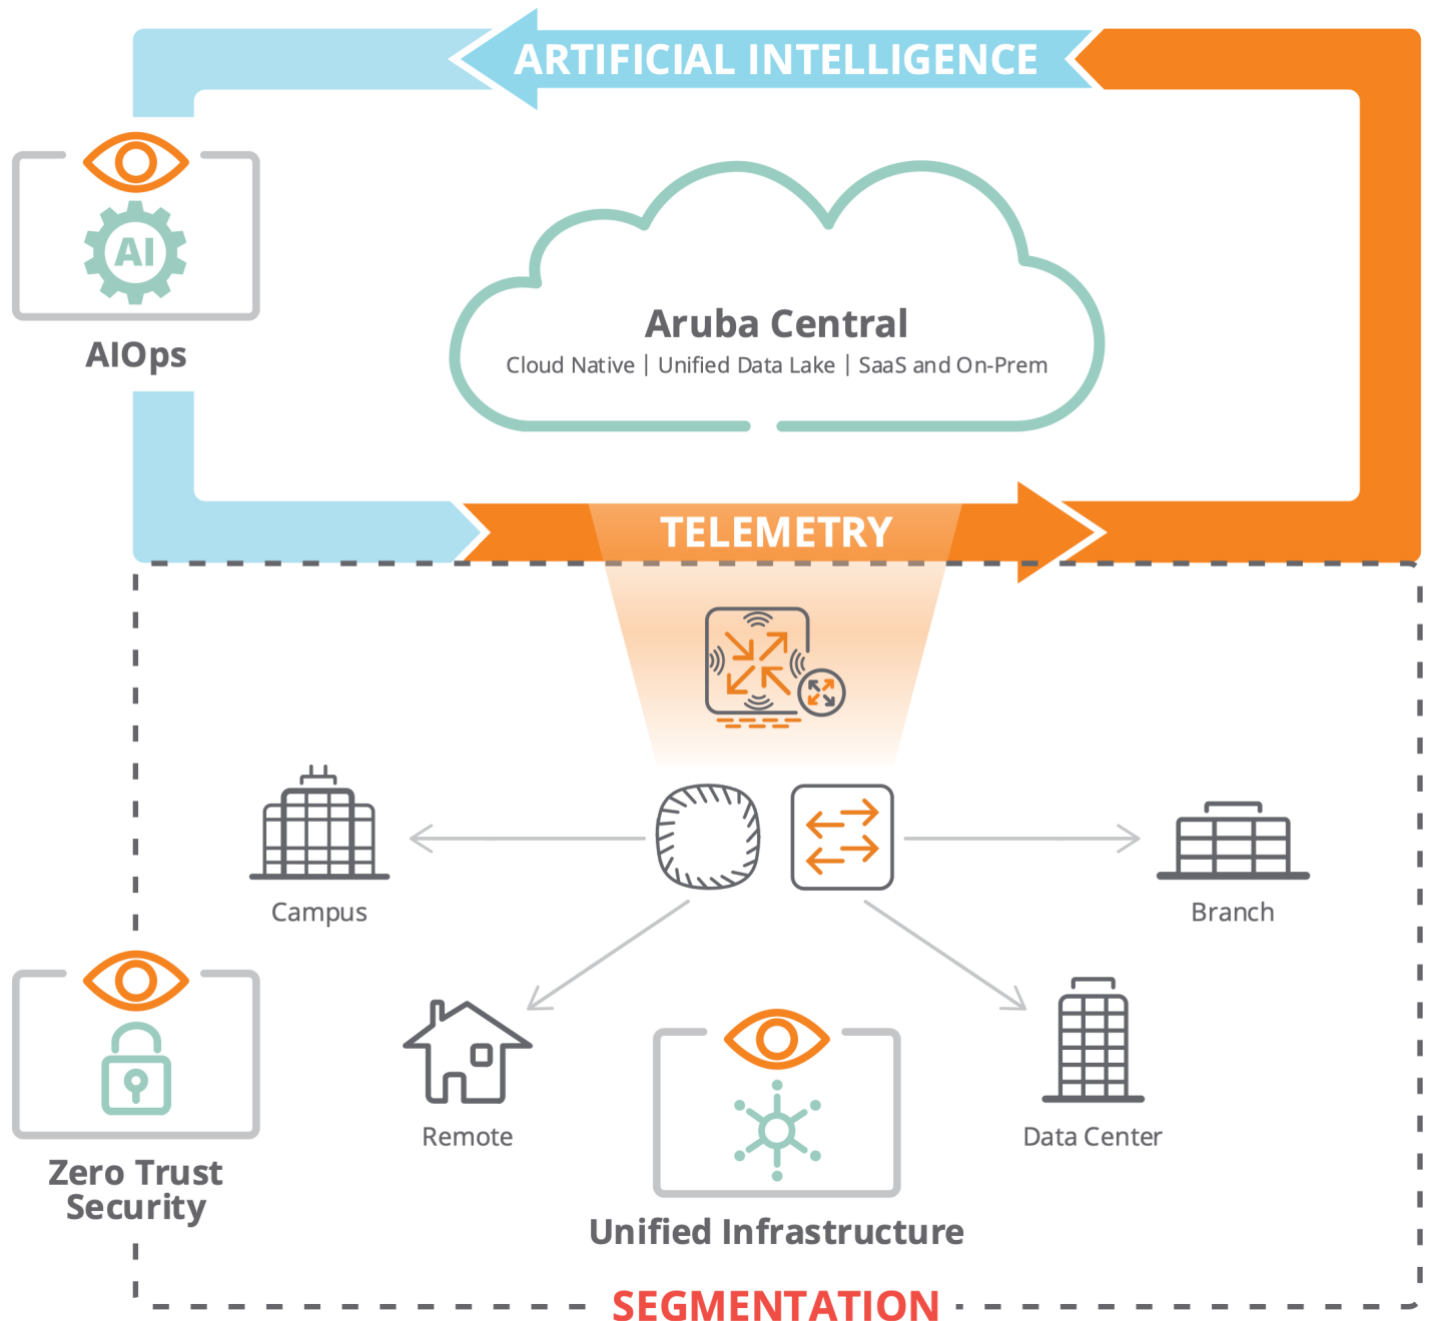 ARTIFICIAL INTELLIGENCE
AI
AIOps
Aruba Central
Cloud Native | Unified Data Lake | SaaS and On-Prem
TELEMETRY
Campus
Branch
Remote
Data Center
Zero Trust
Security
Unified Infrastructure
SEGMENTATION